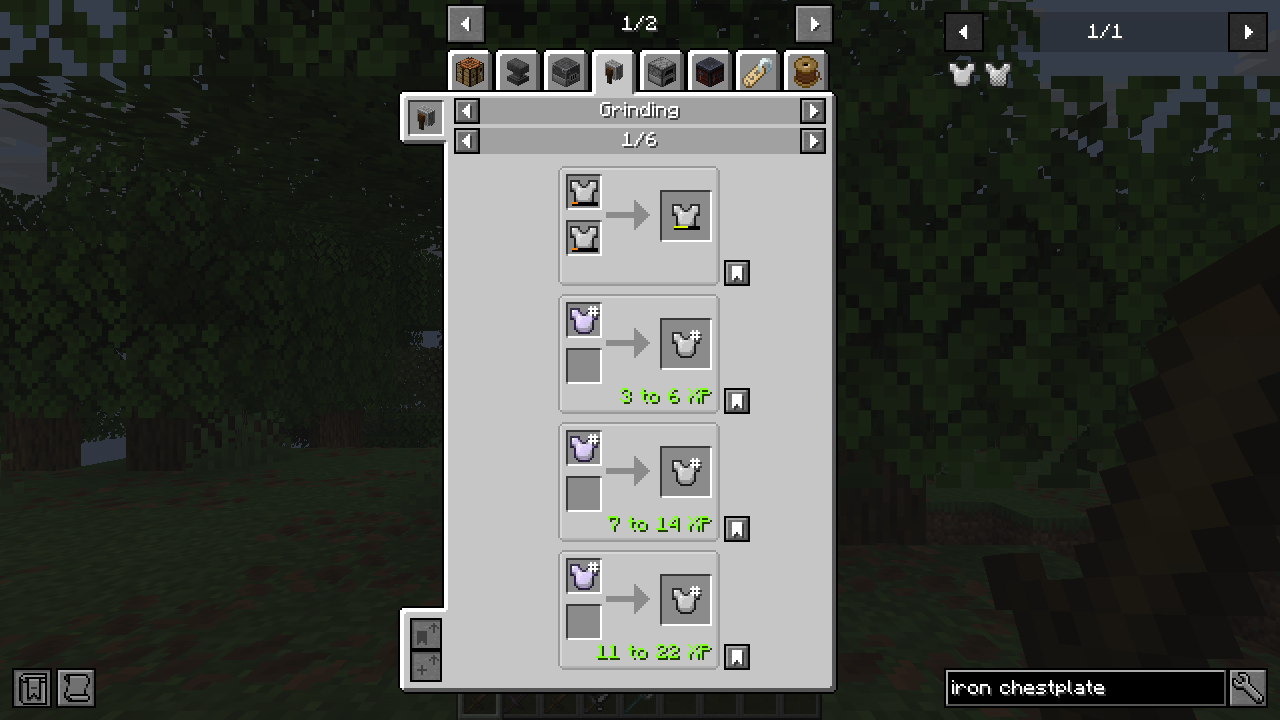 1/2
1/1
Grinding
1/6
3 to 6 XP
7 to 14 XP
11 to 22 XP
iron chestplate